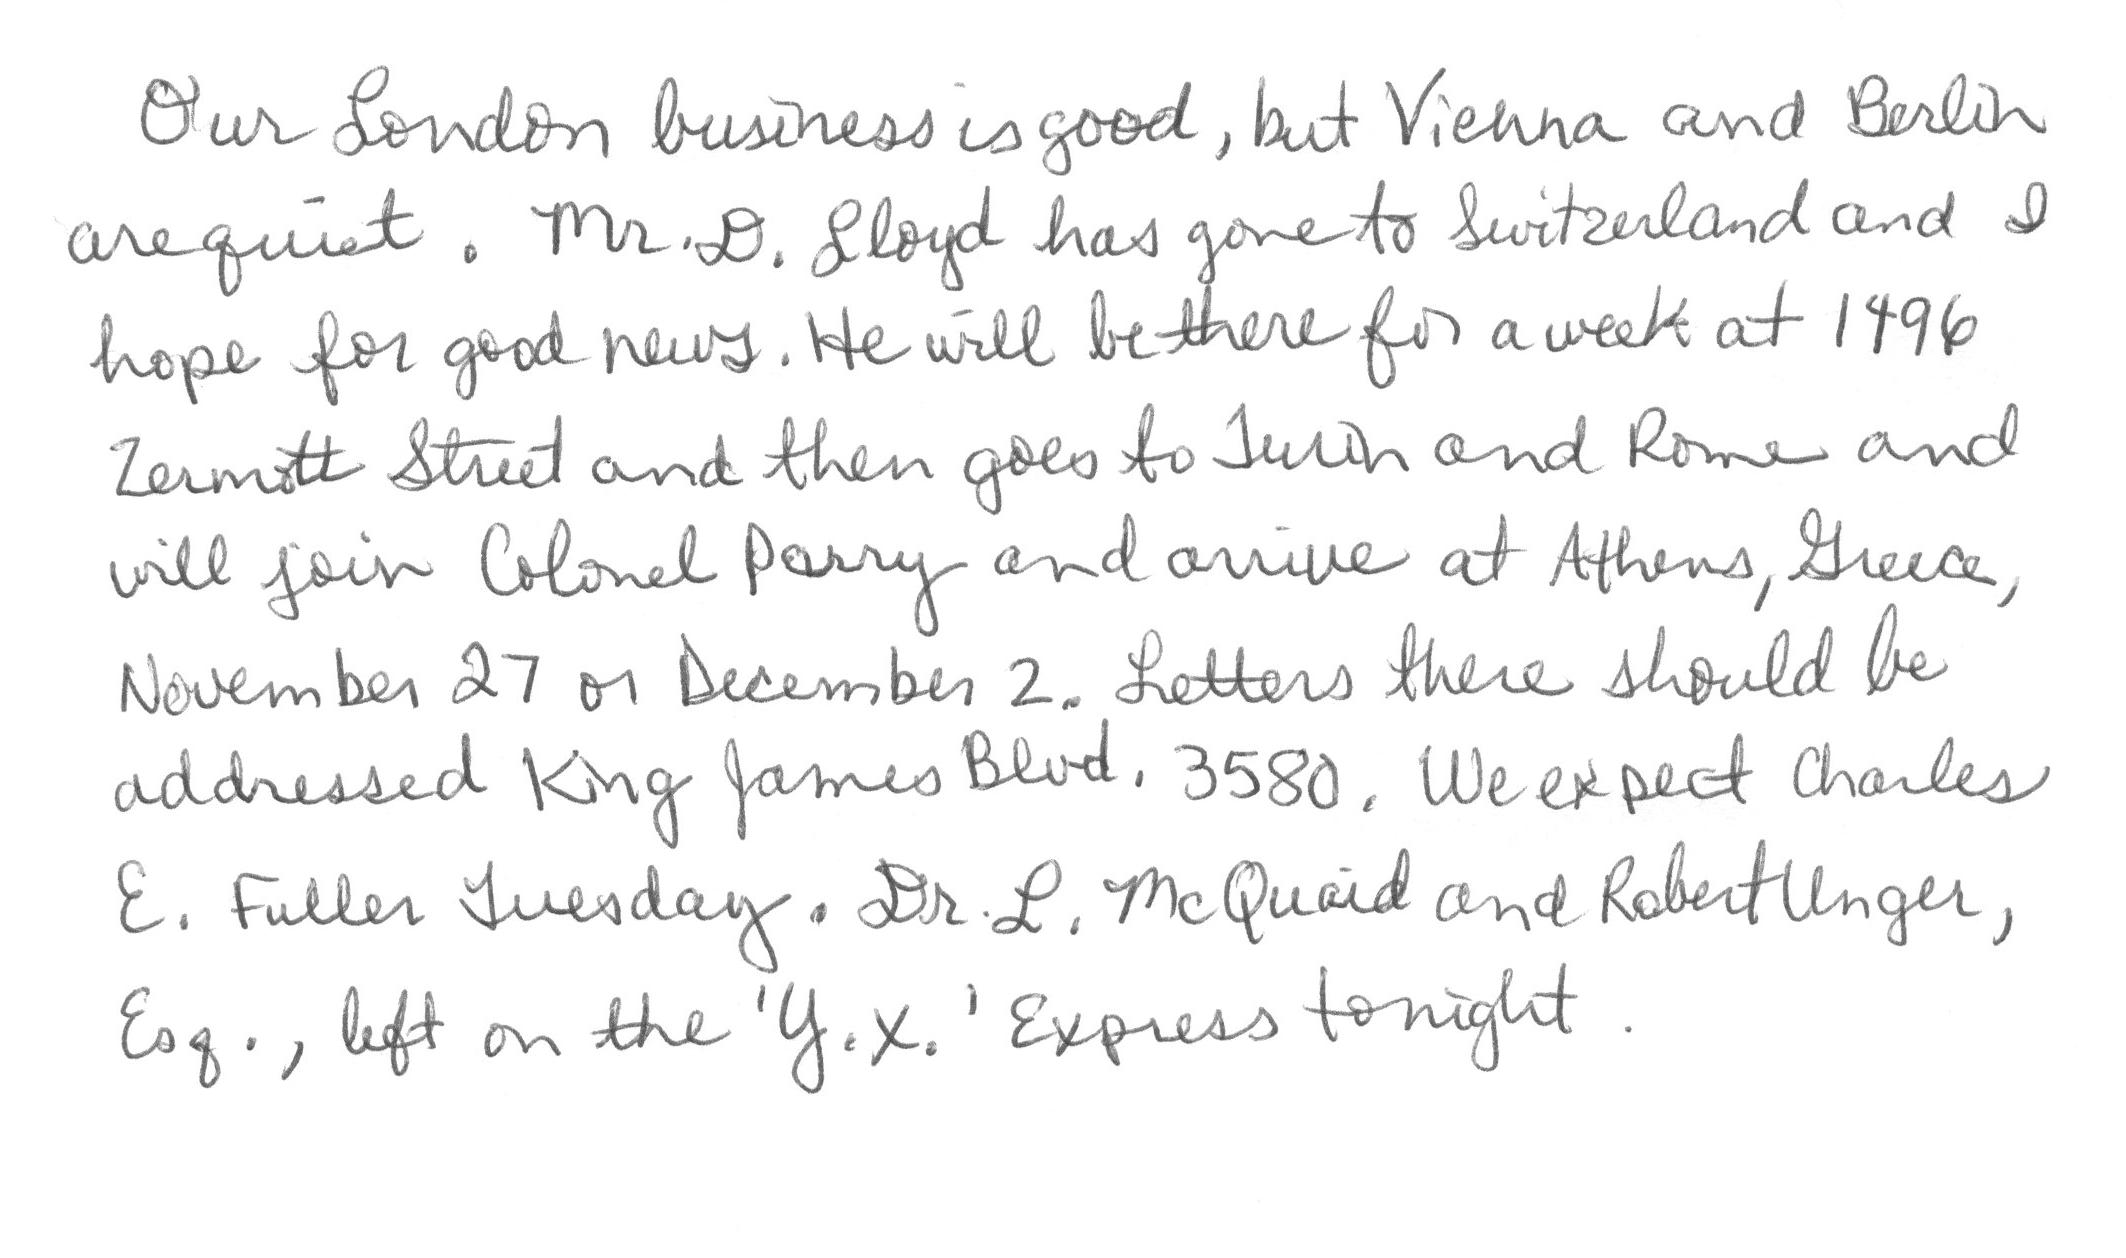 Our London business is good, but Vienna and Berlin
are quiet. Mr. D. Lloyd has gone to Switzerland and I
hope for good news. He will be there for a week at 1496
Zermott Street and then goes to Turin and Rome and
will join Colonel Parry and arrive at Athens, Greece,
November 27 or December 2. Letters there should be
addressed King James Blvd. 3580. We expect Charles
E. Fuller Tuesday. Dr. L. McQuaid and Robert Unger,
Esq., left on the 'Y.X.' Express tonight.